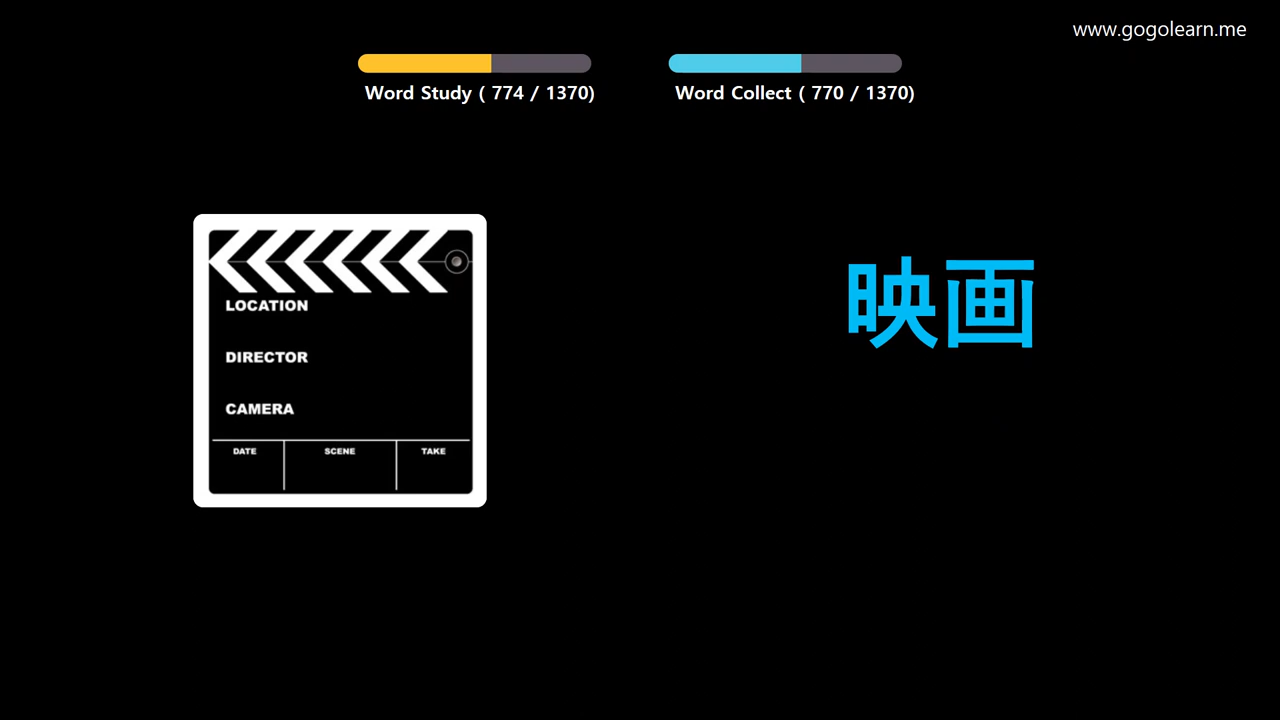 www.gogolearn.me
Word Study ( 774 / 1370)
Word Collect ( 770 / 1370)
LOCATION
DIRECTOR
CAMERA
DATE
SCENE
TAKE
映画